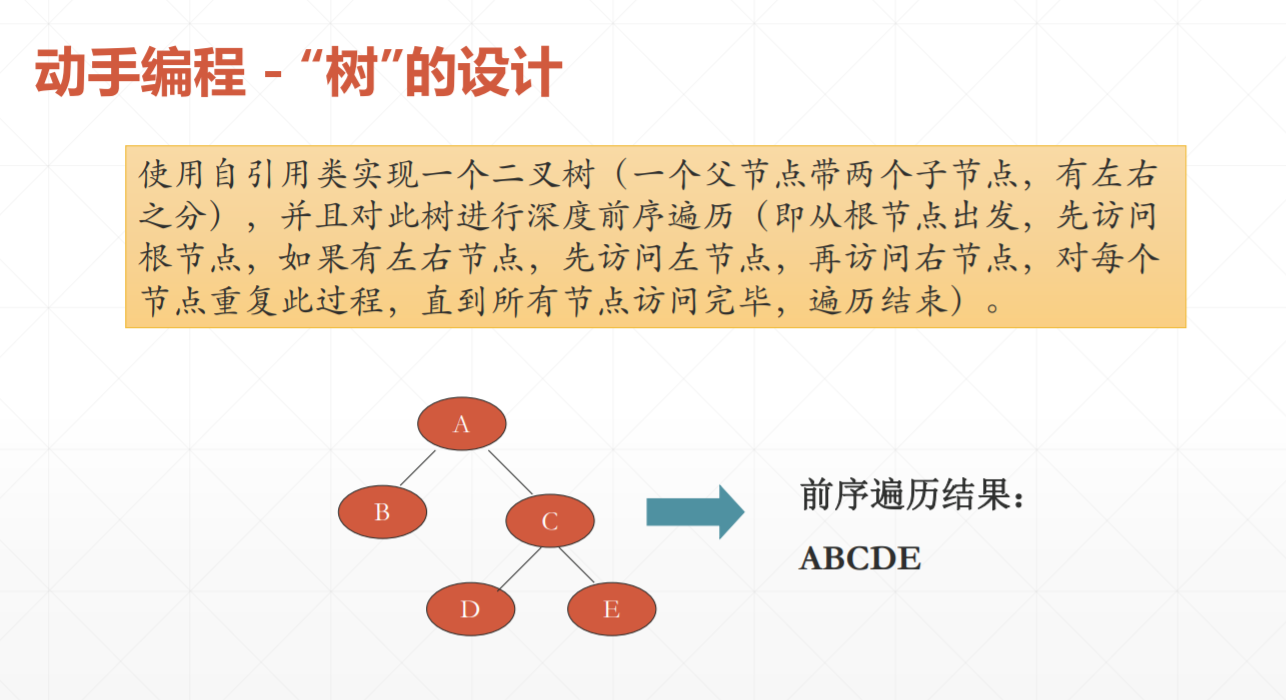 动手编程 - “树”的设计
使用自引用类实现一个二叉树（一个父节点带两个子节点，有左右
之分），并且对此树进行深度前序遍历（即从根节点出发，先访问
根节点，如果有左右节点，先访问左节点，再访问右节点，对每个
节点重复此过程，直到所有节点访问完毕，遍历结束）。
A
B
C
D
E
前序遍历结果：
ABCDE